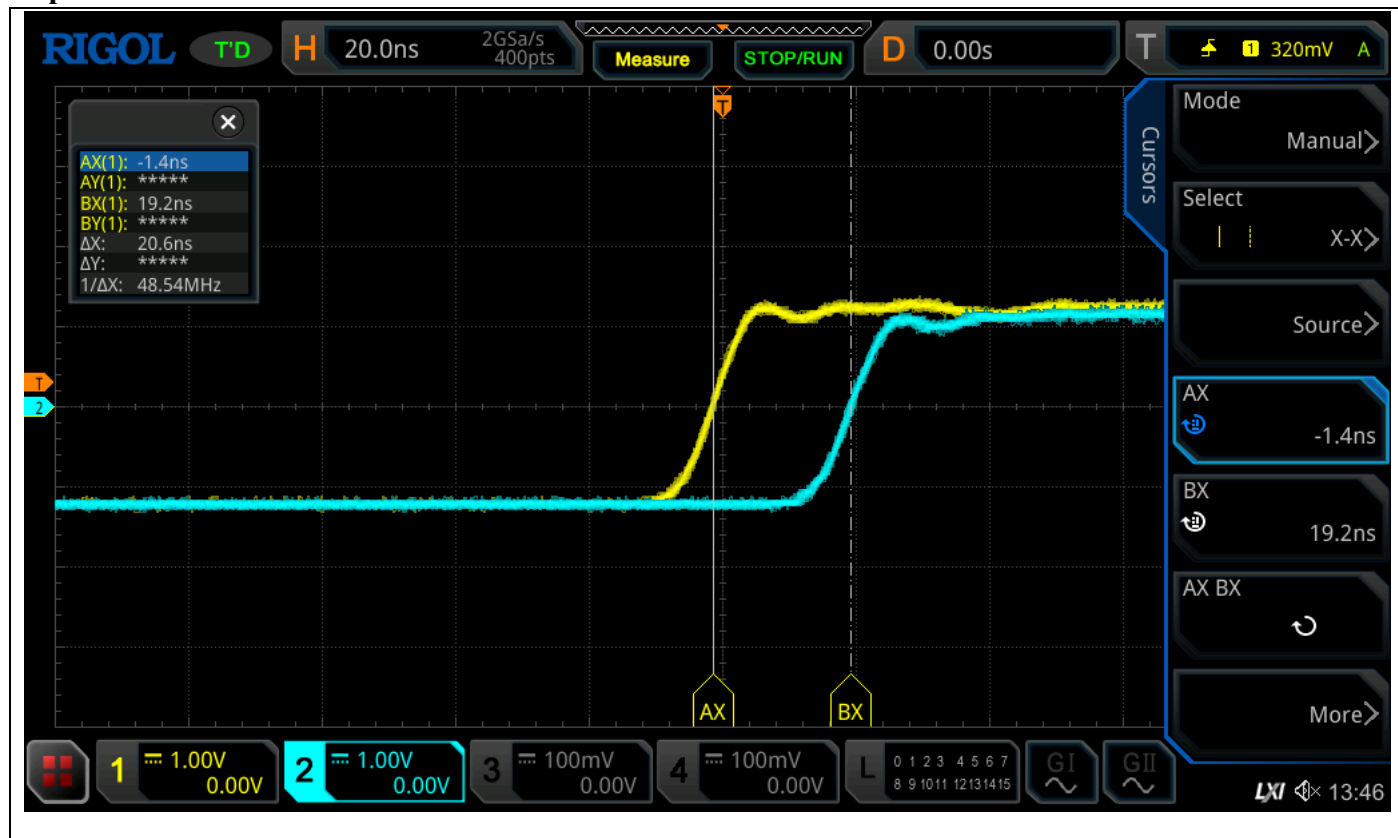 RIGOL T'D H 20.0ns 2GSa/s 400pts Measure STOP/RUN D 0.00s T 1 320mV A
T
Cursors
AX(1): -1.4ns
AY(1): *****
BX(1): 19.2ns
BY(1): *****
ΔX: 20.6ns
ΔY: *****
1/ΔX: 48.54MHz
T
2
AX BX
Mode
Manual
Select
X-X
Source
AX
-1.4ns
BX
19.2ns
AX BX
More
1 1.00V 0.00V
2 1.00V 0.00V
3 100mV 0.00V
4 100mV 0.00V
L 0 1 2 3 4 5 6 7
8 9 10 11 12 13 14 15
GI GII
LXI 13:46